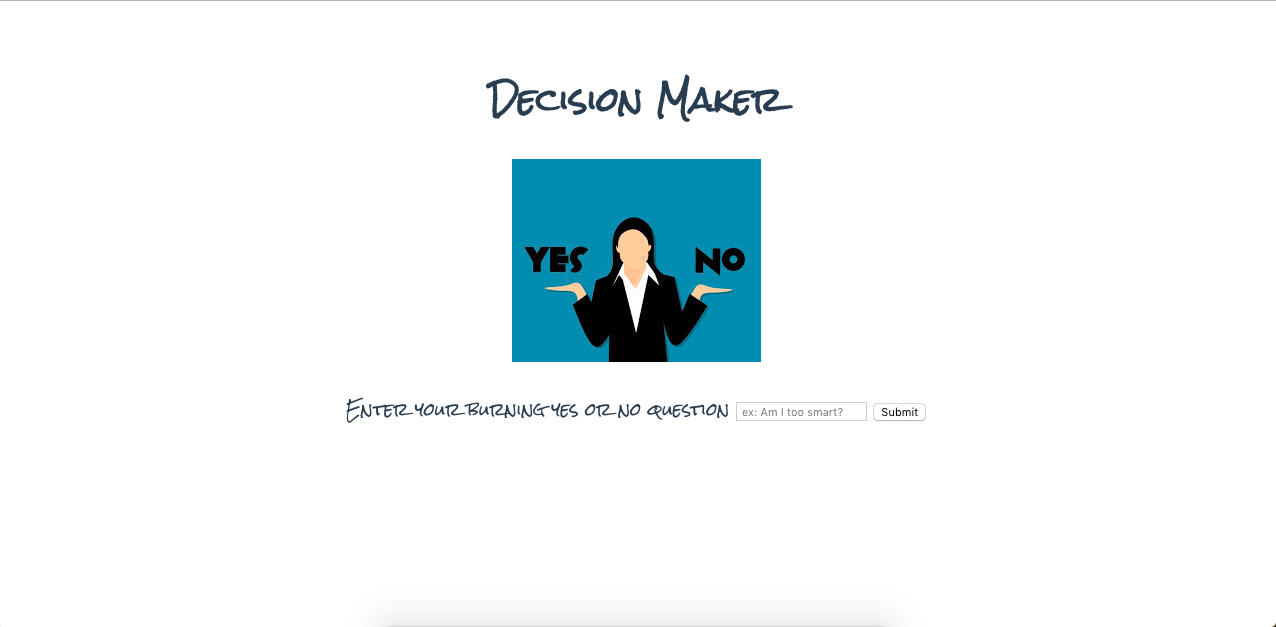 Decision Maker
YES NO
Enter your burning yes or no question ex: Am I too smart? Submit